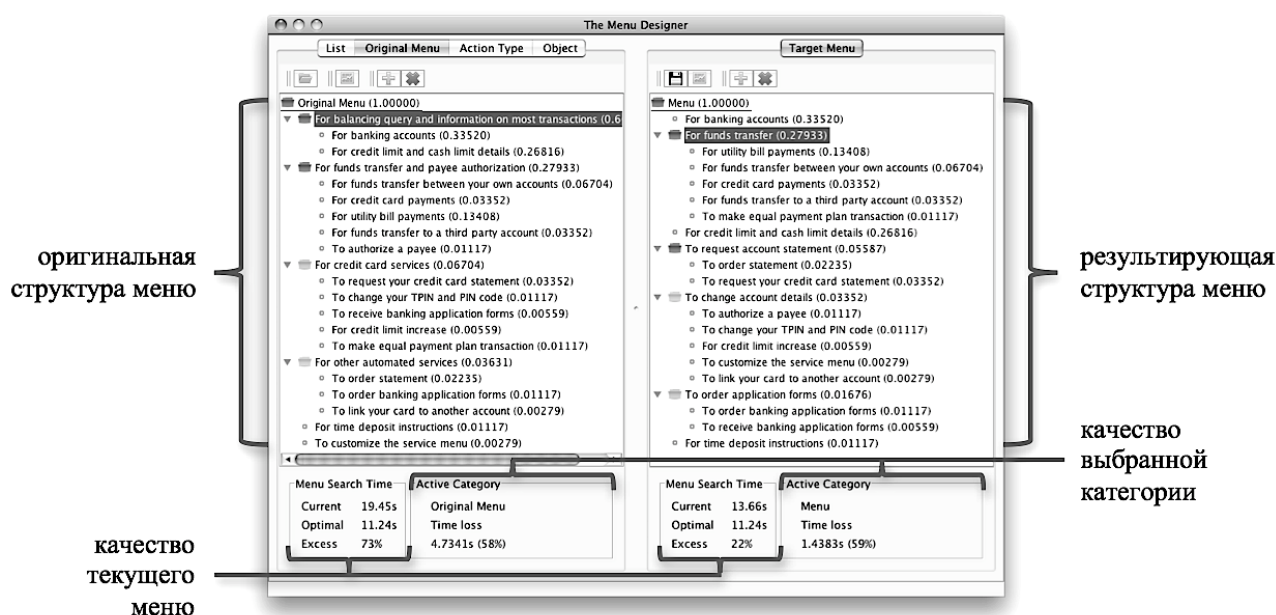 The Menu Designer
List Original Menu Action Type Object
Original Menu (1.00000)
For balancing query and information on most transactions (0.6
For banking accounts (0.33520)
For credit limit and cash limit details (0.26816)
For funds transfer and payee authorization (0.27933)
For funds transfer between your own accounts (0.06704)
For credit card payments (0.03352)
For utility bill payments (0.13408)
For funds transfer to a third party account (0.03352)
To authorize a payee (0.01117)
For credit card services (0.06704)
To request your credit card statement (0.03352)
To change your TPIN and PIN code (0.01117)
To receive banking application forms (0.00559)
For credit limit increase (0.00559)
To make equal payment plan transaction (0.01117)
For other automated services (0.03631)
To order statement (0.02235)
To order banking application forms (0.01117)
To link your card to another account (0.00279)
For time deposit instructions (0.01117)
To customize the service menu (0.00279)
Menu Search Time
Current 19.45s
Optimal 11.24s
Excess 73%
Active Category
Original Menu
Time loss
4.7341s (58%)
Target Menu
Menu (1.00000)
For banking accounts (0.33520)
For funds transfer (0.27933)
For utility bill payments (0.13408)
For funds transfer between your own accounts (0.06704)
For credit card payments (0.03352)
For funds transfer to a third party account (0.03352)
To make equal payment plan transaction (0.01117)
For credit limit and cash limit details (0.26816)
To request account statement (0.05587)
To order statement (0.02235)
To request your credit card statement (0.03352)
To change account details (0.03352)
To authorize a payee (0.01117)
To change your TPIN and PIN code (0.01117)
For credit limit increase (0.00559)
To customize the service menu (0.00279)
To link your card to another account (0.00279)
To order application forms (0.01676)
To order banking application forms (0.01117)
To receive banking application forms (0.00559)
For time deposit instructions (0.01117)
Menu Search Time
Current 13.66s
Optimal 11.24s
Excess 22%
Active Category
Menu
Time loss
1.4383s (59%)
оригинальная
структура меню
качество
текущего
меню
результирующая
структура меню
качество
выбранной
категории